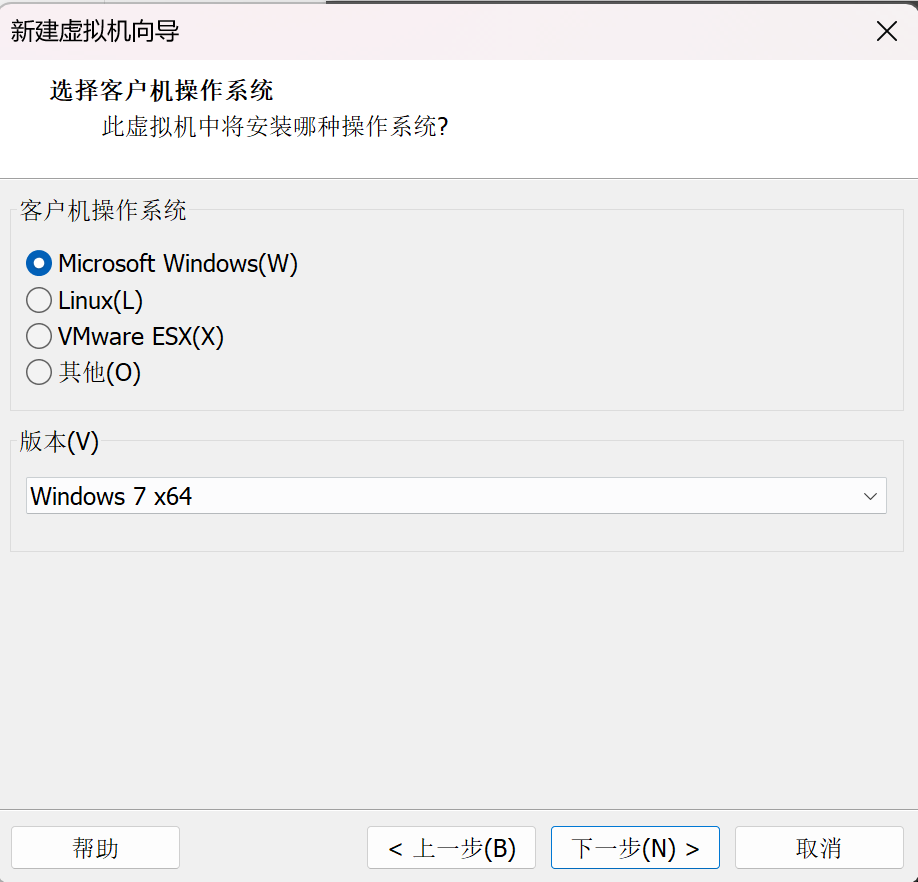 新建虚拟机向导
选择客户机操作系统
此虚拟机中将安装哪种操作系统?
客户机操作系统
Microsoft Windows(W)
Linux(L)
VMware ESX(X)
其他(O)
版本(V)
Windows 7 x64
帮助
< 上一步(B)
下一步(N) >
取消